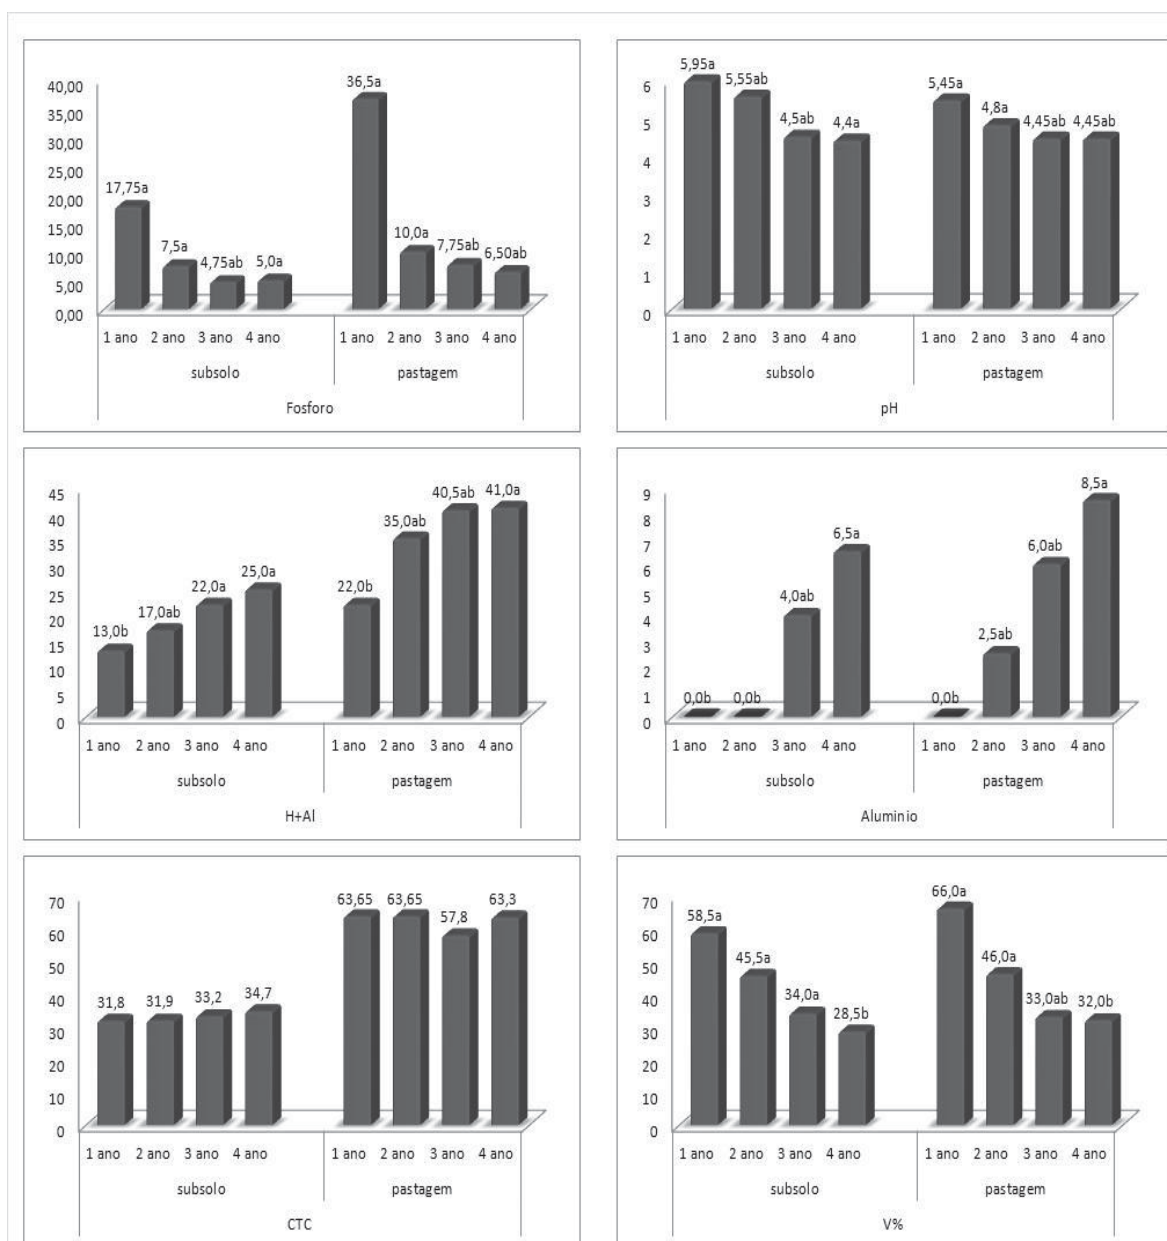 40,00
35,00
30,00
25,00
20,00
15,00
10,00
5,00
0,00
17,75a
7,5a
4,75ab
5,0a
36,5a
10,0a
7,75ab
6,50ab
1 ano 2 ano 3 ano 4 ano 1 ano 2 ano 3 ano 4 ano
subsolo pastagem
Fosforo
6
5
4
3
2
1
0
5,95a
5,55ab
4,5ab
4,4a
5,45a
4,8a
4,45ab
4,45ab
1 ano 2 ano 3 ano 4 ano 1 ano 2 ano 3 ano 4 ano
subsolo pastagem
pH
45
40
35
30
25
20
15
10
5
0
13,0b
17,0ab
22,0a
25,0a
22,0b
35,0ab
40,5ab
41,0a
1 ano 2 ano 3 ano 4 ano 1 ano 2 ano 3 ano 4 ano
subsolo pastagem
H+Al
9
8
7
6
5
4
3
2
1
0
0,0b
0,0b
4,0ab
6,5a
0,0b
2,5ab
6,0ab
8,5a
1 ano 2 ano 3 ano 4 ano 1 ano 2 ano 3 ano 4 ano
subsolo pastagem
Aluminio
70
60
50
40
30
20
10
0
31,8
31,9
33,2
34,7
63,65
63,65
57,8
63,3
1 ano 2 ano 3 ano 4 ano 1 ano 2 ano 3 ano 4 ano
subsolo pastagem
CTC
70
60
50
40
30
20
10
0
58,5a
45,5a
34,0a
28,5b
66,0a
46,0a
33,0ab
32,0b
1 ano 2 ano 3 ano 4 ano 1 ano 2 ano 3 ano 4 ano
subsolo pastagem
V%